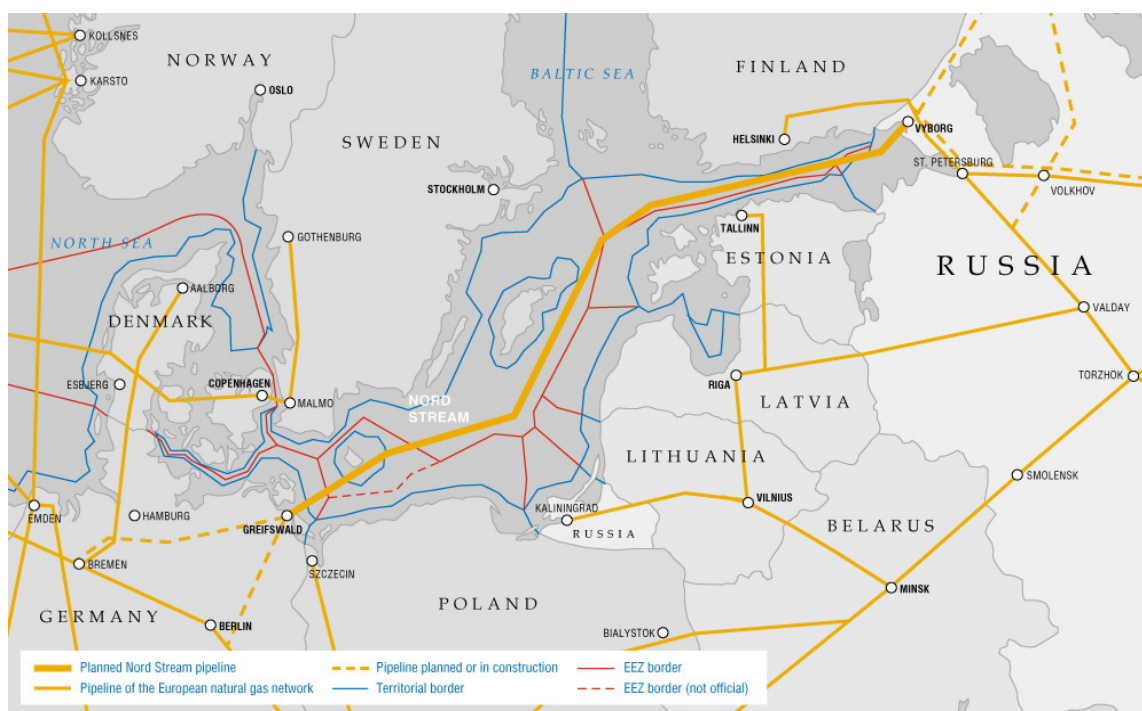 KOLLSNES
NORWAY
KARSTO
OSLO
BALTIC SEA
FINLAND
SWEDEN
HELSINKI
VYBORG
STOCKHOLM
ST. PETERSBURG
VOLKHOV
TALLINN
NORTH SEA
GOTHENBURG
ESTONIA
RUSSIA
AALBORG
DENMARK
VALDAY
ESBJERG
COPENHAGEN
MALMO
NORD
STREAM
RIGA
LATVIA
TORZHOK
LITHUANIA
SMOLENSK
VILNIUS
KALININGRAD
RUSSIA
BELARUS
EMDEN
HAMBURG
GREIFSWALD
BREMEN
SZCZECIN
GERMANY
BERLIN
POLAND
BIALYSTOK
MINSK
Planned Nord Stream pipeline
Pipeline of the European natural gas network
Pipeline planned or in construction
Territorial border
EEZ border
EEZ border (not official)